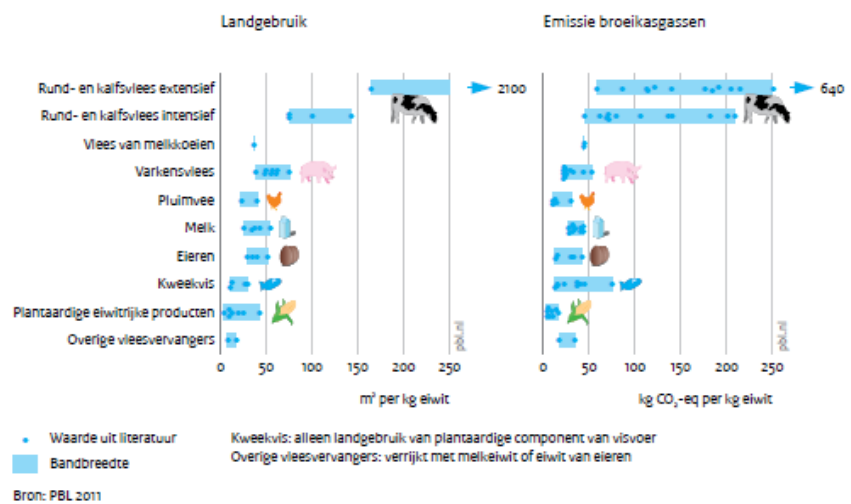 Landgebruik
Emissie broeikasgassen
Rund- en kalfsvlees extensief
2100
640
Rund- en kalfsvlees intensief
Vlees van melkkoeien
Varkensvlees
Pluimvee
Melk
Eieren
Kweekvis
Plantaardige eiwitrijke producten
Overige vleesvervangers
pbl.nl
pbl.nl
0 50 100 150 200 250
0 50 100 150 200 250
m² per kg eiwit
kg CO₂-eq per kg eiwit
Waarde uit literatuur
Bandbreedte
Kweekvis: alleen landgebruik van plantaardige component van visvoer
Overige vleesvervangers: verrijkt met melkeiwit of eiwit van eieren
Bron: PBL 2011